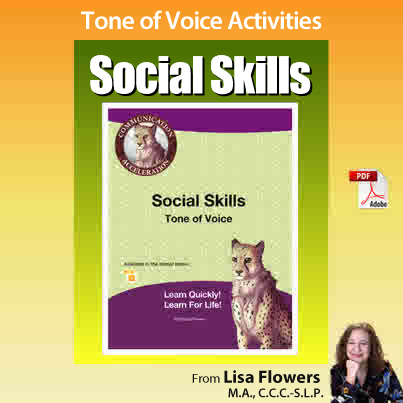 Tone of Voice Activities
Social Skills
COMMUNICATION
ACCELERATION
Social Skills
Tone of Voice
Learn Quickly!
Learn For Life!
PDF
Adobe
From Lisa Flowers
M.A., C.C.C.-S.L.P.